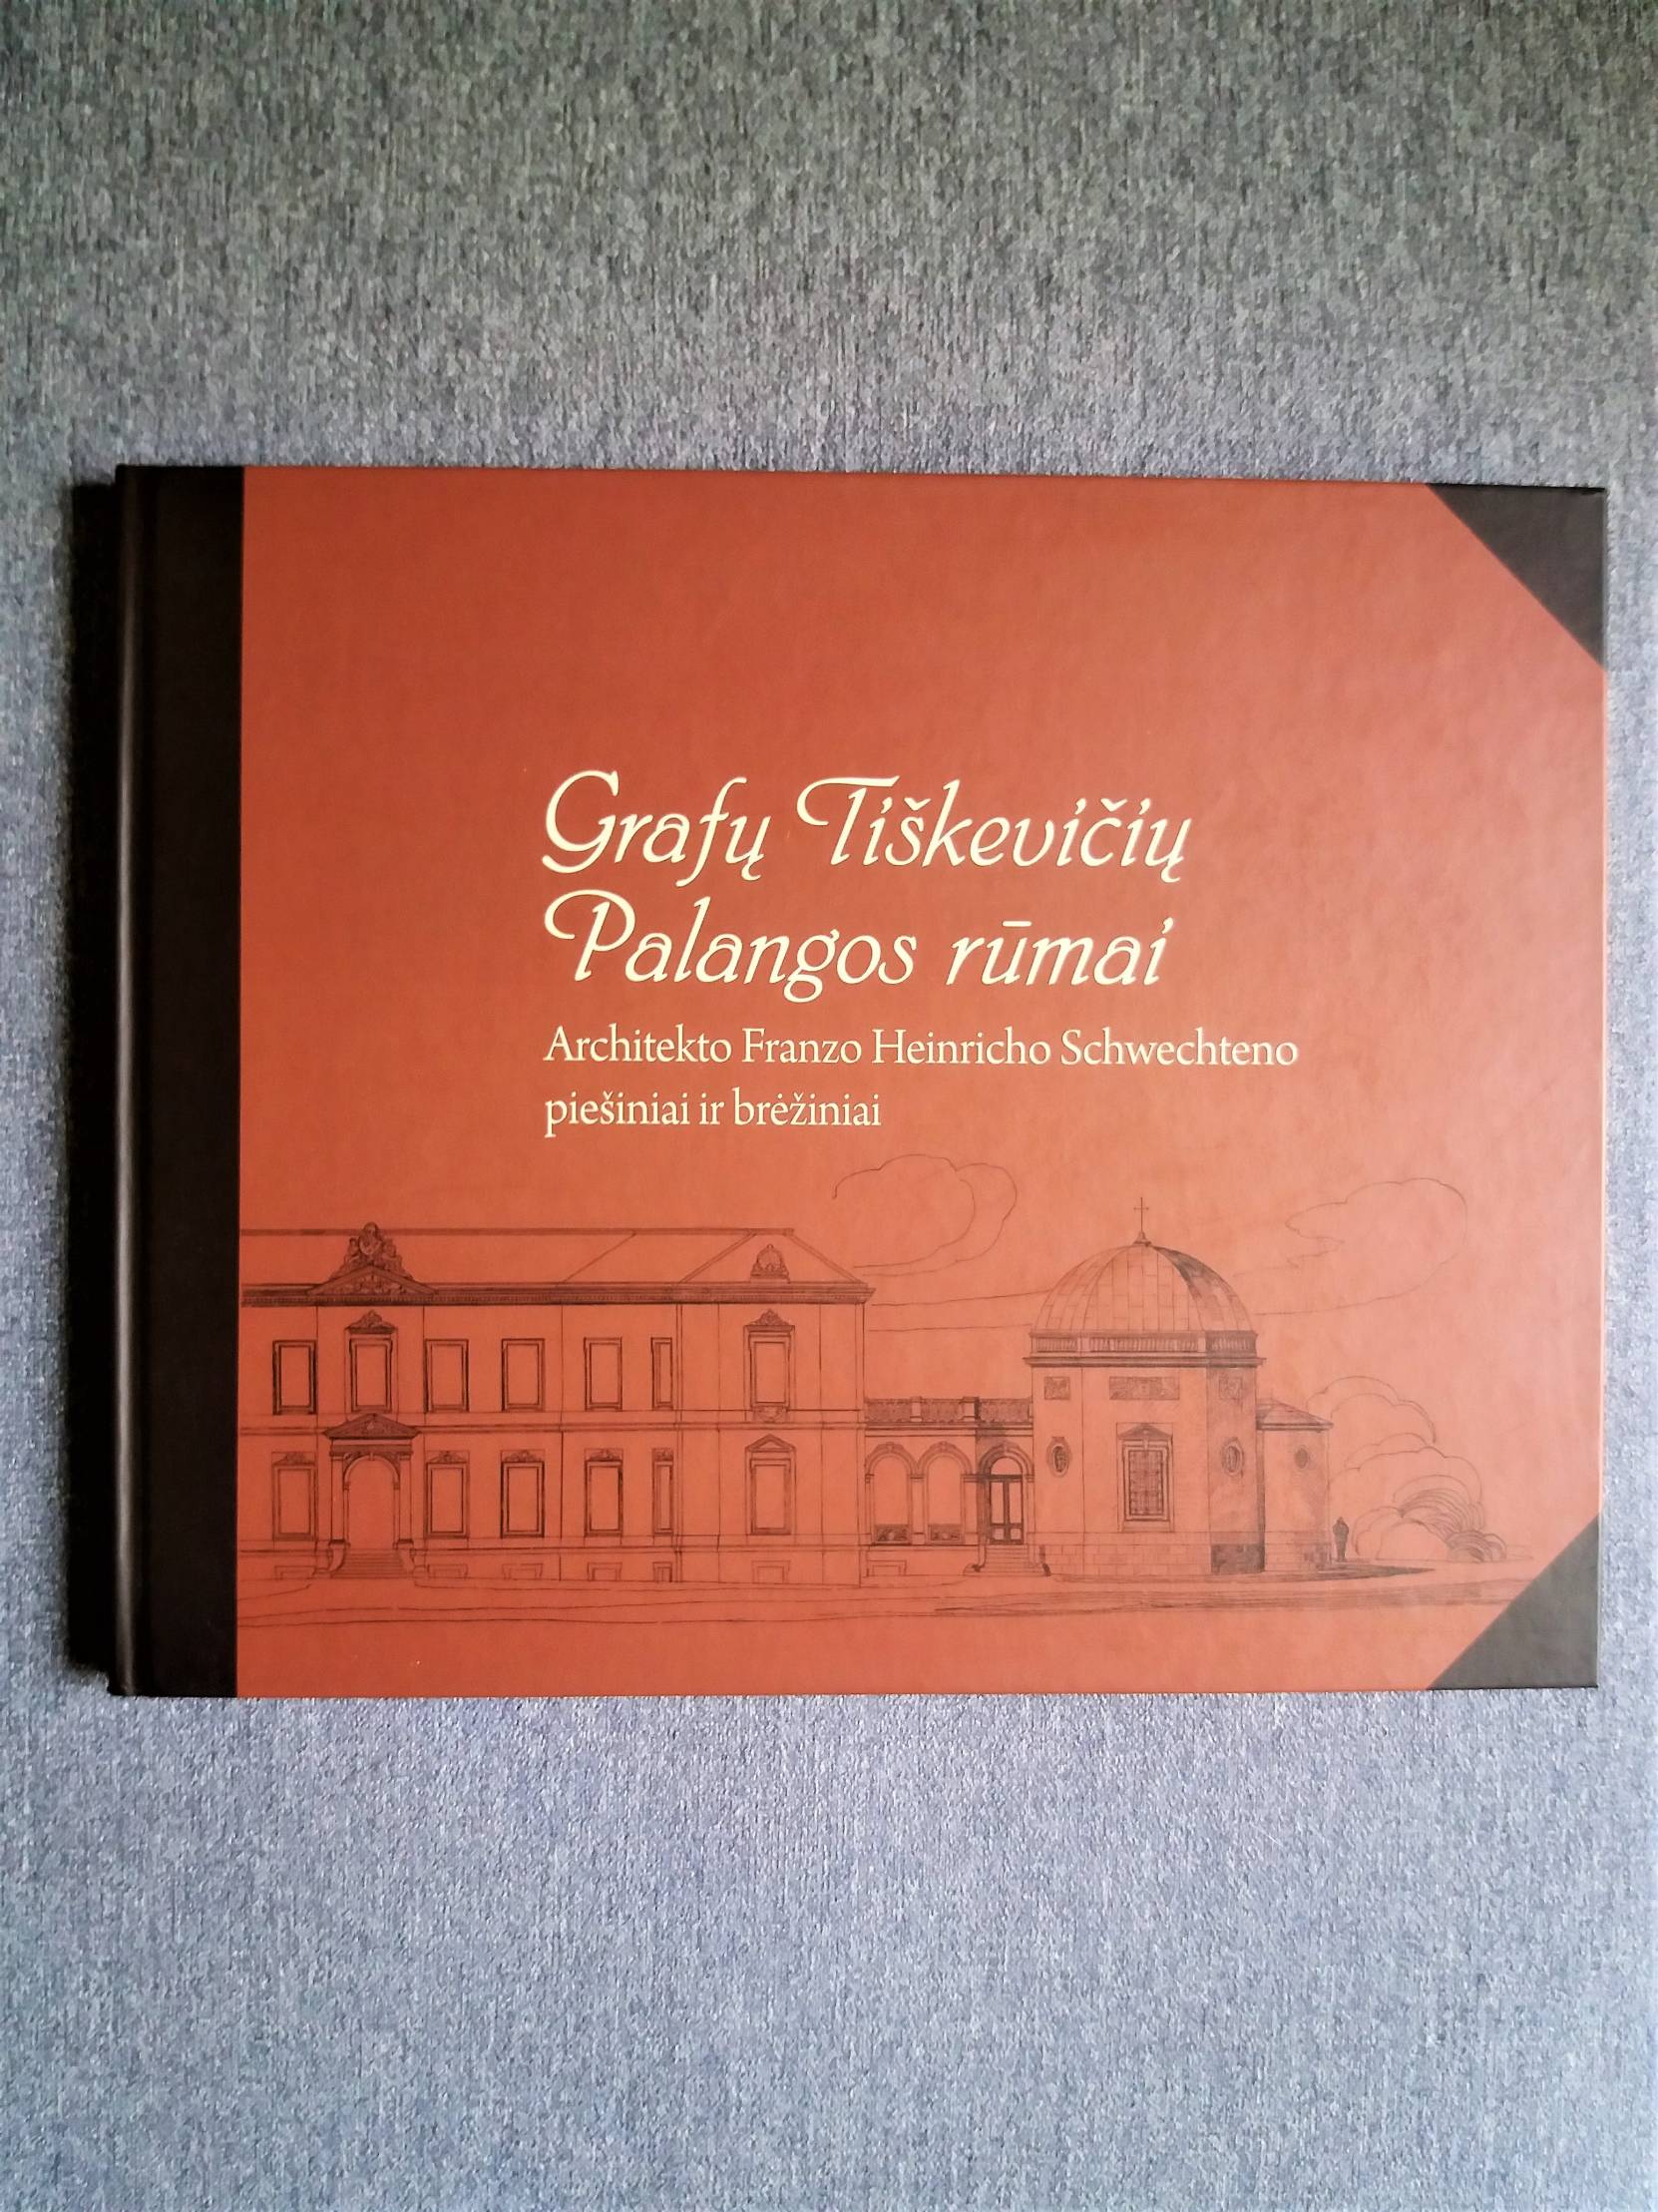 Grafų Tiškevičių
Palangos rūmai
Architekto Franzo Heinricho Schwechteno
piešiniai ir brėžiniai